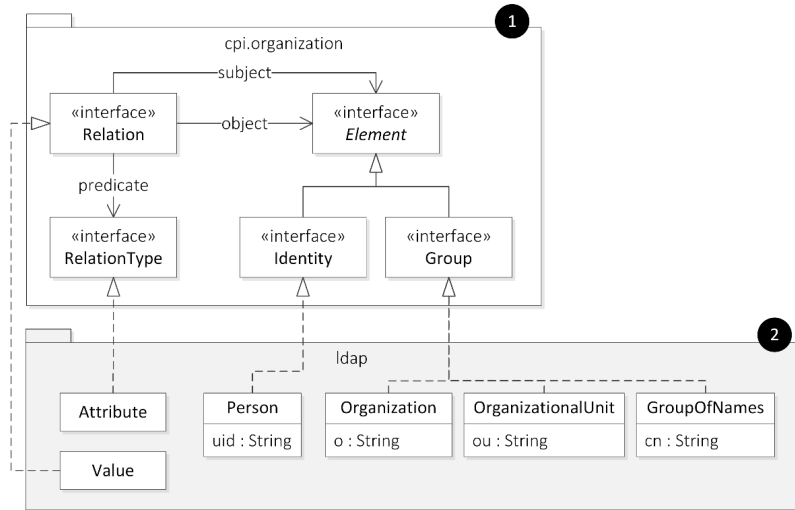 1
cpi.organization
subject
«interface»
Relation
object
«interface»
Element
predicate
«interface»
RelationType
«interface»
Identity
«interface»
Group
2
ldap
Attribute
Person
uid : String
Organization
o : String
OrganizationalUnit
ou : String
GroupOfNames
cn : String
Value